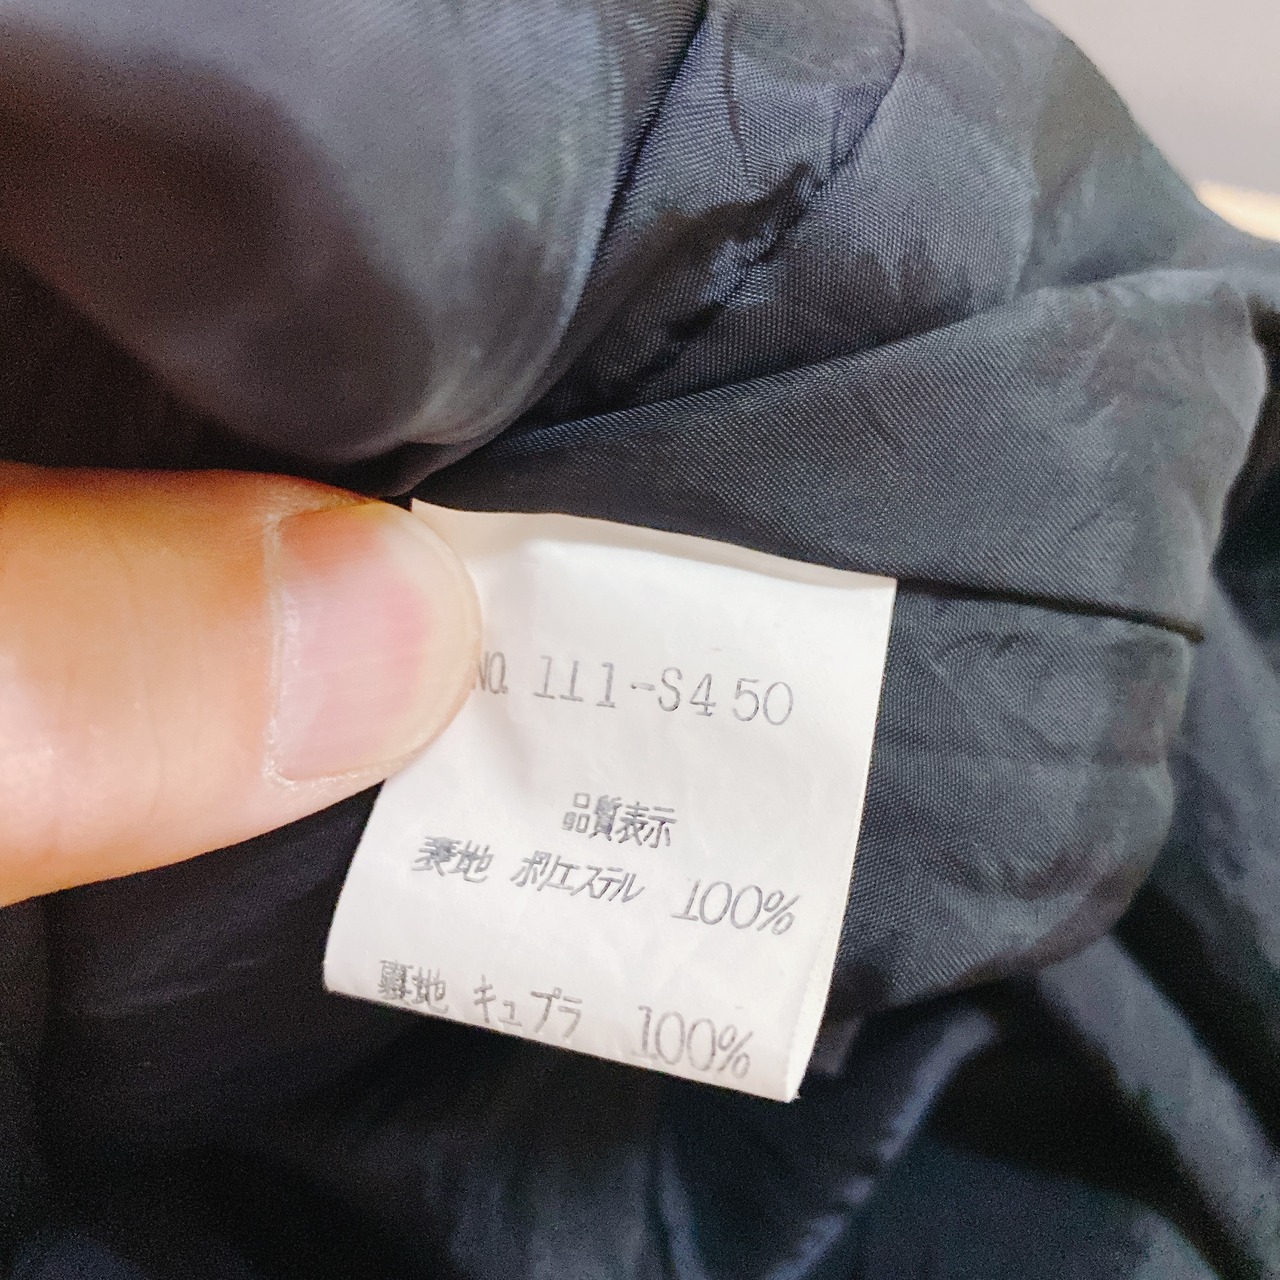 NO. 111-S450
品質表示
表地 ポリエステル 100%
裏地 キュプラ 100%